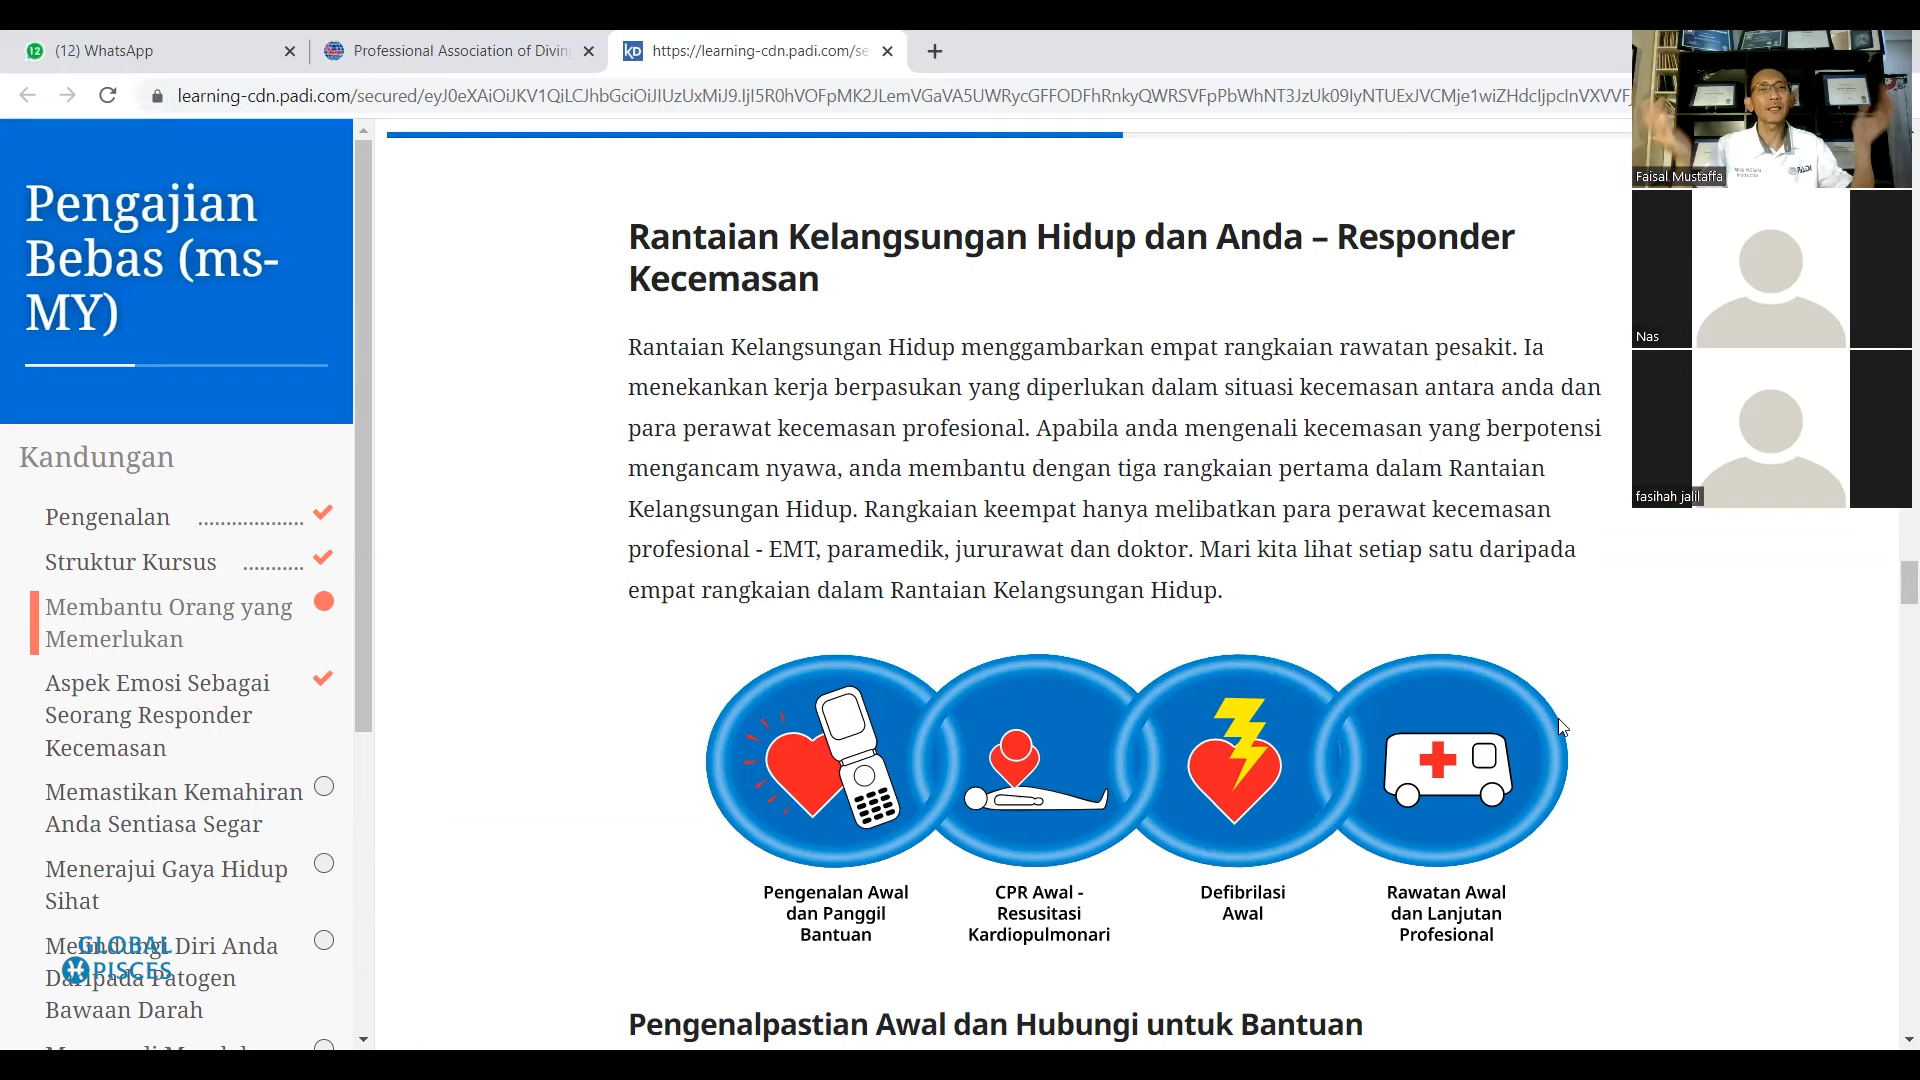 (12) WhatsApp
Professional Association of Divin
https://learning-cdn.padi.com/se
learning-cdn.padi.com/secured/
Pengajian
Bebas (ms-
MY)
Kandungan
Pengenalan ...................
Struktur Kursus ...........
Membantu Orang yang
Memerlukan
Aspek Emosi Sebagai
Seorang Responder
Kecemasan
Memastikan Kemahiran
Anda Sentiasa Segar
Menerajui Gaya Hidup
Sihat
Melindungi Diri Anda
Daripada Patogen
Bawaan Darah
GLOBAL
PISCES
Rantaian Kelangsungan Hidup dan Anda – Responder
Kecemasan
Rantaian Kelangsungan Hidup menggambarkan empat rangkaian rawatan pesakit. Ia
menekankan kerja berpasukan yang diperlukan dalam situasi kecemasan antara anda dan
para perawat kecemasan profesional. Apabila anda mengenali kecemasan yang berpotensi
mengancam nyawa, anda membantu dengan tiga rangkaian pertama dalam Rantaian
Kelangsungan Hidup. Rangkaian keempat hanya melibatkan para perawat kecemasan
profesional - EMT, paramedik, jururawat dan doktor. Mari kita lihat setiap satu daripada
empat rangkaian dalam Rantaian Kelangsungan Hidup.
Pengenalan Awal
dan Panggil
Bantuan
CPR Awal -
Resusitasi
Kardiopulmonari
Defibrilasi
Awal
Rawatan Awal
dan Lanjutan
Profesional
Pengenalpastian Awal dan Hubungi untuk Bantuan
PADI
Faisal Mustaffa
Nas
fasihah jalil